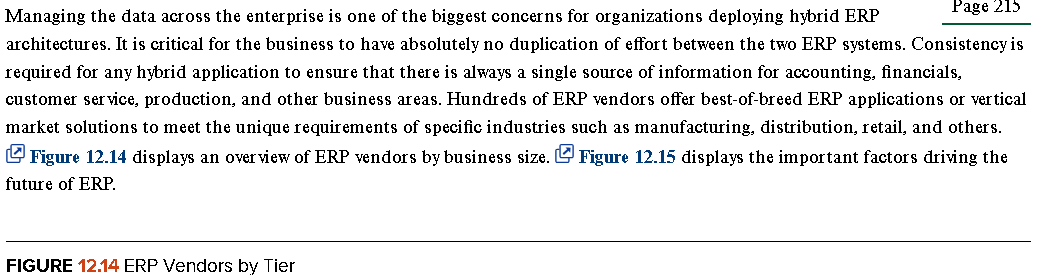 Page 215
Managing the data across the enterprise is one of the biggest concerns for organizations deploying hybrid ERP
architectures. It is critical for the business to have absolutely no duplication of effort between the two ERP systems. Consistency is
required for any hybrid application to ensure that there is always a single source of information for accounting, financials,
customer service, production, and other business areas. Hundreds of ERP vendors offer best-of-breed ERP applications or vertical
market solutions to meet the unique requirements of specific industries such as manufacturing, distribution, retail, and others.
Figure 12.14 displays an overview of ERP vendors by business size. Figure 12.15 displays the important factors driving the
future of ERP.
FIGURE 12.14 ERP Vendors by Tier